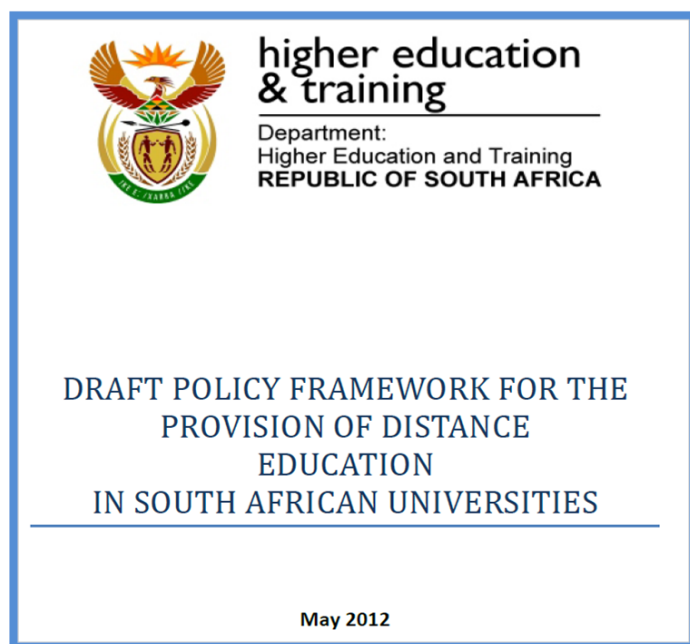 higher education
& training
Department:
Higher Education and Training
REPUBLIC OF SOUTH AFRICA
DRAFT POLICY FRAMEWORK FOR THE
PROVISION OF DISTANCE
EDUCATION
IN SOUTH AFRICAN UNIVERSITIES
May 2012